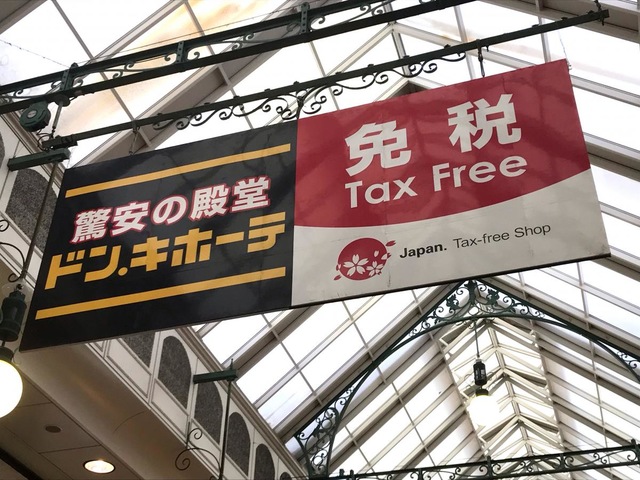 驚安の殿堂
ドン.キホーテ
免税
Tax Free
Japan. Tax-free Shop